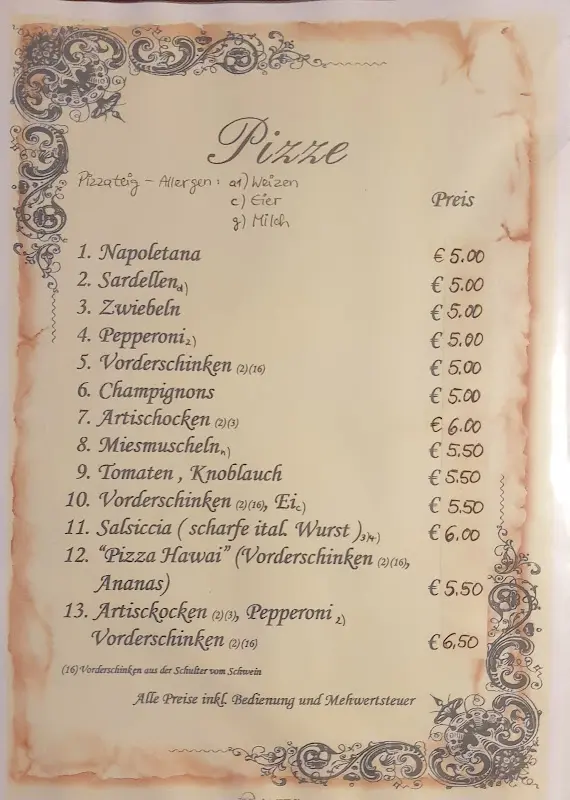 Pizze
Pizzateig - Allergen: a1) Weizen
c) Eier
g) Milch
Preis
1. Napoletana € 5.00
2. Sardellen d) € 5.00
3. Zwiebeln € 5.00
4. Pepperoni 2) € 5.00
5. Vorderschinken (2)(16) € 5.00
6. Champignons € 5.00
7. Artischocken (2)(3) € 6.00
8. Miesmuscheln n) € 5.50
9. Tomaten , Knoblauch € 5.50
10. Vorderschinken (2)(16), Ei c) € 5.50
11. Salsiccia ( scharfe ital. Wurst ) € 6.00
12. "Pizza Hawai" (Vorderschinken (2)(16),
Ananas) € 5.50
13. Artisckocken (2)(3), Pepperoni 2)
Vorderschinken (2)(16) € 6,50
(16) Vorderschinken aus der Schulter vom Schwein
Alle Preise inkl. Bedienung und Mehwertsteuer